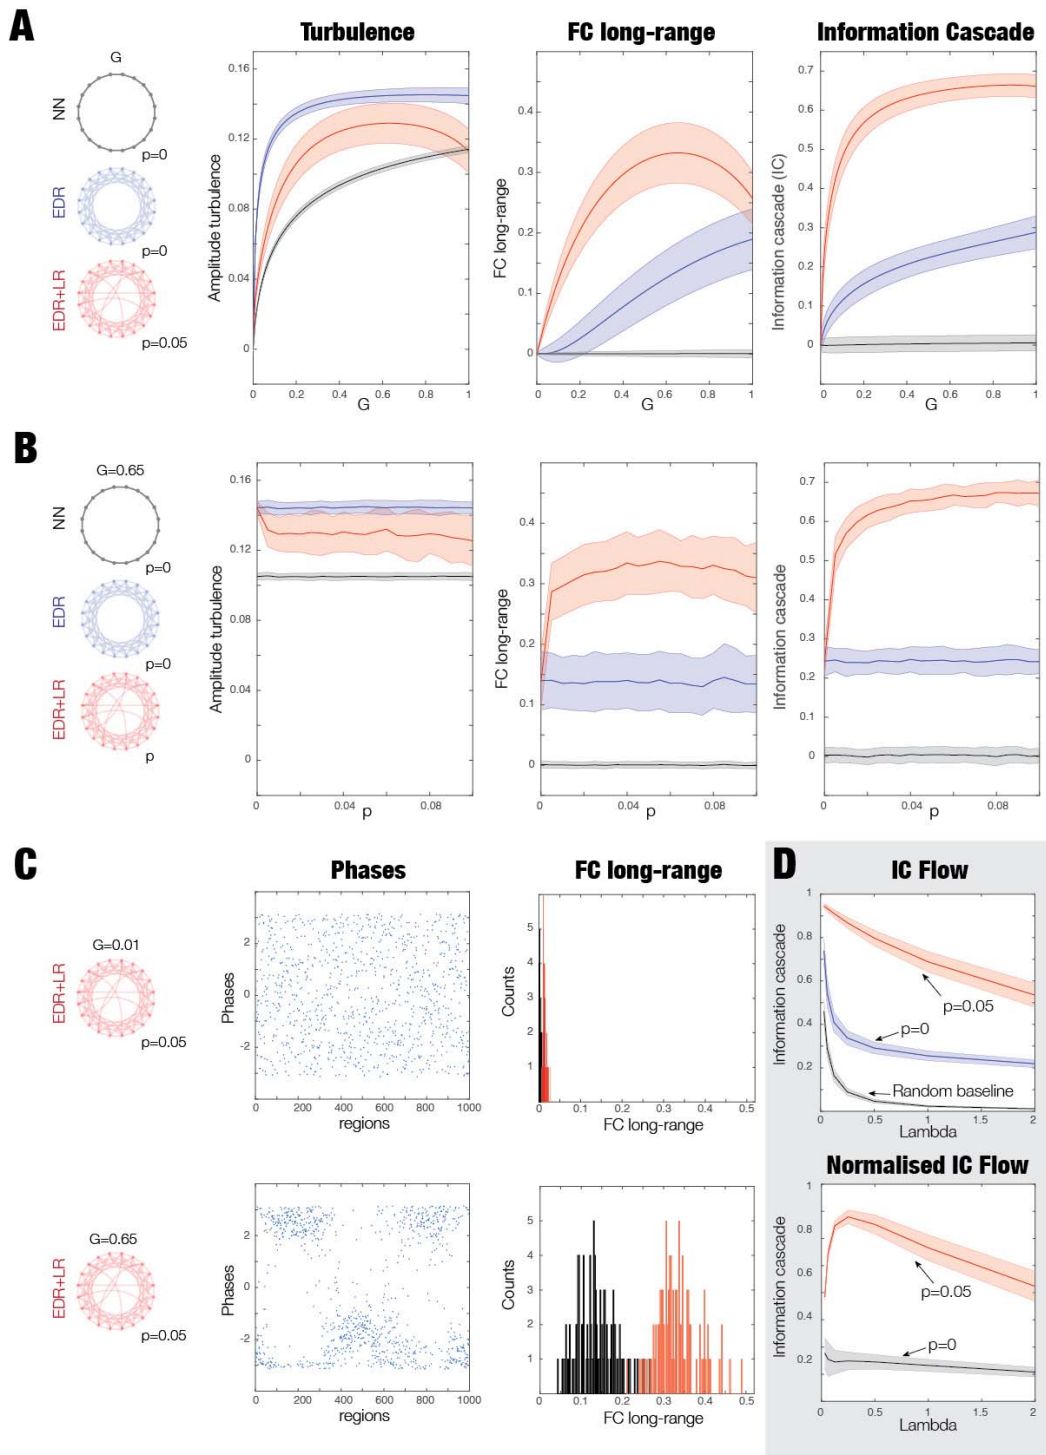 A
Turbulence
FC long-range
Information Cascade
G
NN
p=0
EDR
p=0
EDR+LR
p=0.05
Amplitude turbulence
0.16
0.12
0.08
0.04
0
0 0.2 0.4 0.6 0.8 1
G
FC long-range
0.4
0.3
0.2
0.1
0
0 0.2 0.4 0.6 0.8 1
G
Information cascade (IC)
0.7
0.6
0.5
0.4
0.3
0.2
0.1
0
0 0.2 0.4 0.6 0.8 1
G
B
G=0.65
NN
p=0
EDR
p=0
EDR+LR
p
Amplitude turbulence
0.16
0.12
0.08
0.04
0
0 0.04 0.08
p
FC long-range
0.4
0.3
0.2
0.1
0
0 0.04 0.08
p
Information cascade
0.7
0.6
0.5
0.4
0.3
0.2
0.1
0
0 0.04 0.08
p
C
Phases
FC long-range
G=0.01
EDR+LR
p=0.05
Phases
2
0
-2
0 200 400 600 800 1000
regions
Counts
5
4
3
2
1
0 0.1 0.2 0.3 0.4 0.5
FC long-range
G=0.65
EDR+LR
p=0.05
Phases
2
0
-2
0 200 400 600 800 1000
regions
Counts
5
4
3
2
1
0
0 0.1 0.2 0.3 0.4 0.5
FC long-range
D
IC Flow
Information cascade
1
0.8
0.6
0.4
0.2
p=0.05
p=0
Random baseline
0 0.5 1 1.5 2
Lambda
Normalised IC Flow
Information cascade
1
0.8
0.6
0.4
0.2
p=0.05
p=0
0 0.5 1 1.5 2
Lambda